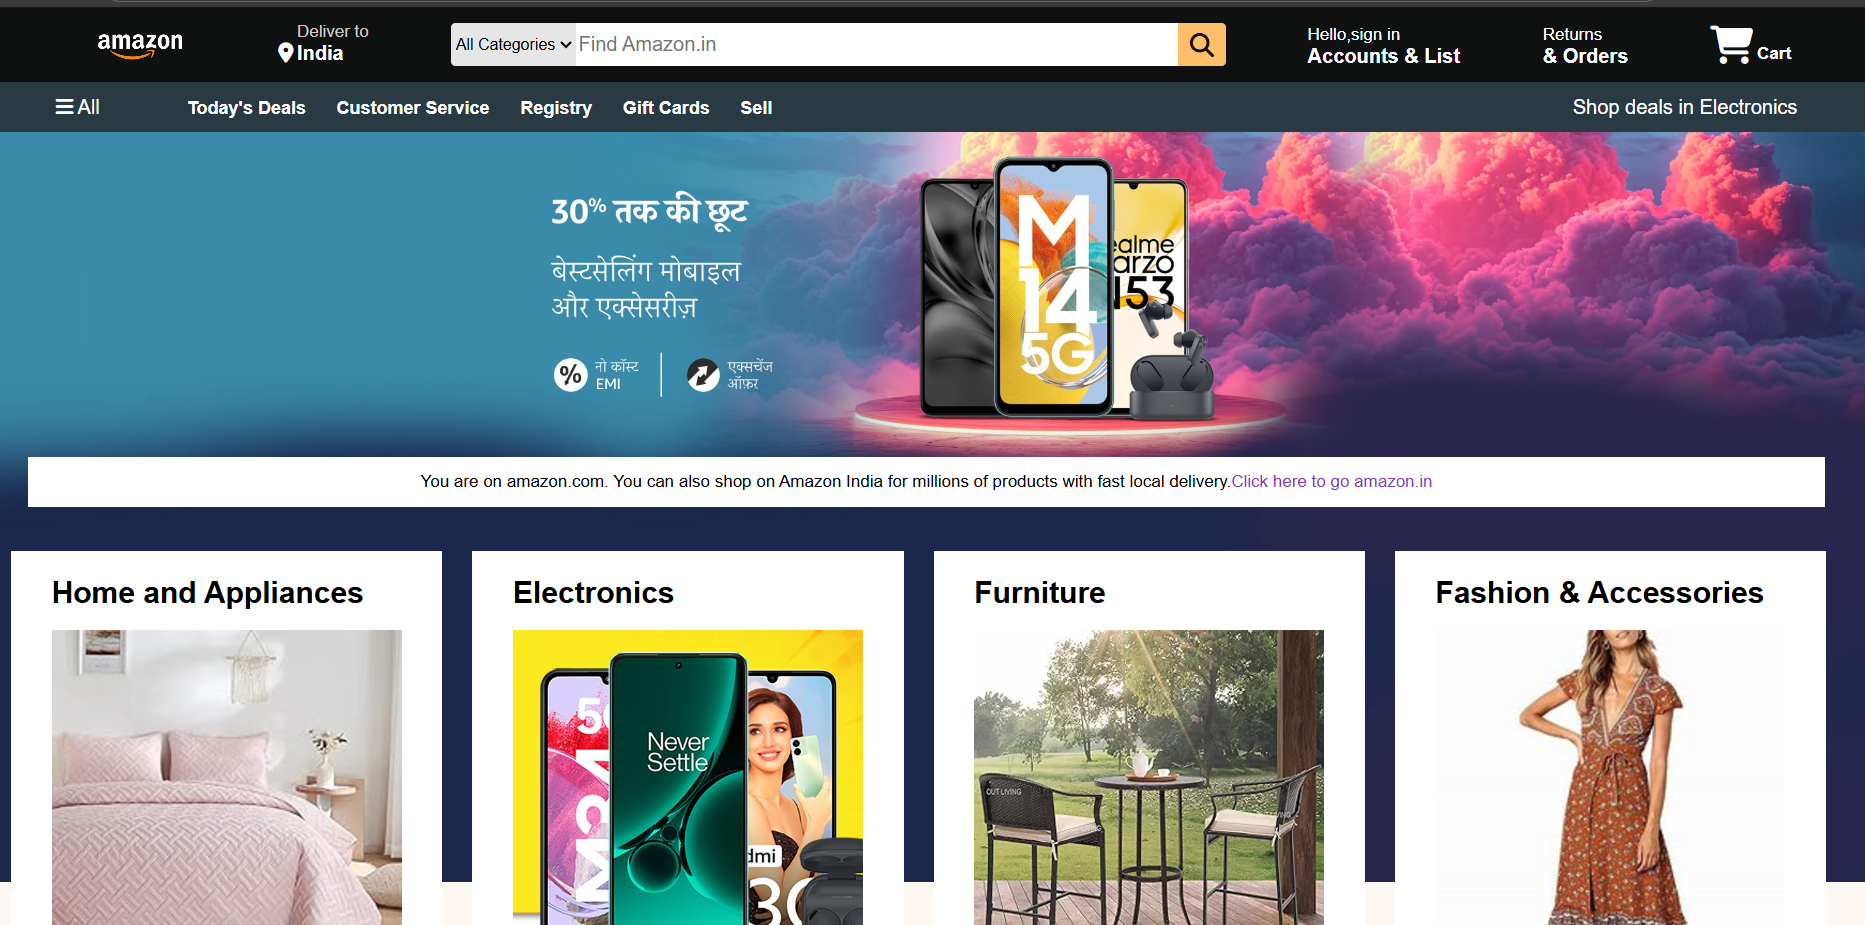 amazon
Deliver to
India
All Categories
Find Amazon.in
Hello,sign in
Accounts & List
Returns
& Orders
Cart
All
Today's Deals
Customer Service
Registry
Gift Cards
Sell
Shop deals in Electronics
30% तक की छूट
बेस्टसेलिंग मोबाइल
और एक्सेसरीज़
% नो कॉस्ट
EMI
एक्सचेंज
ऑफ़र
M
14
5G
ealme
arzo
N53
You are on amazon.com. You can also shop on Amazon India for millions of products with fast local delivery.Click here to go amazon.in
Home and Appliances
Electronics
Furniture
Fashion & Accessories
Never
Settle
OUT LIVING